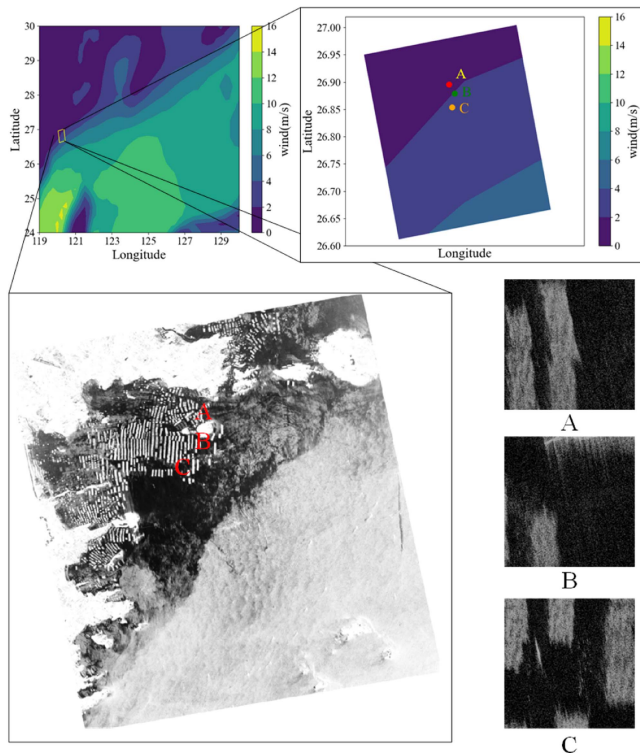 30
29
28
27
26
25
24
Latitude
119
121
123
125
127
129
Longitude
16
14
12
10
8
6
4
2
0
wind(m/s)
27.00
26.95
26.90
26.85
26.80
26.75
26.70
26.65
26.60
Latitude
Longitude
A
B
C
16
14
12
10
8
6
4
2
0
wind(m/s)
A
B
C
A
B
C